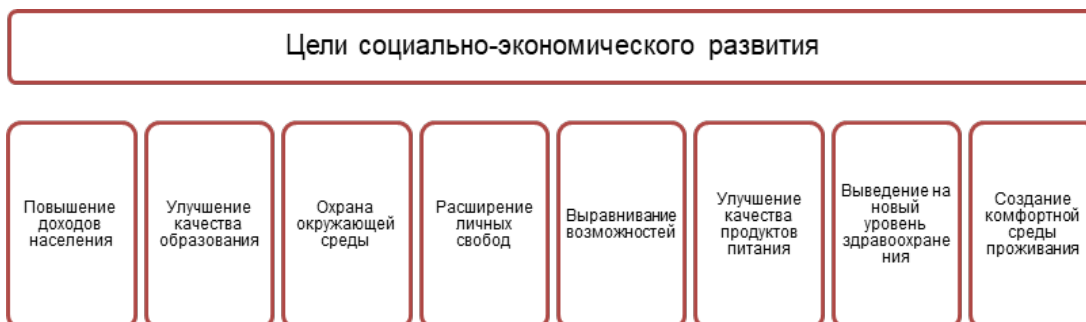 Цели социально-экономического развития
Повышение
доходов
населения
Улучшение
качества
образования
Охрана
окружающей
среды
Расширение
личных
свобод
Выравнивание
возможностей
Улучшение
качества
продуктов
питания
Выведение на
новый
уровень
здравоохране
ния
Создание
комфортной
среды
проживания